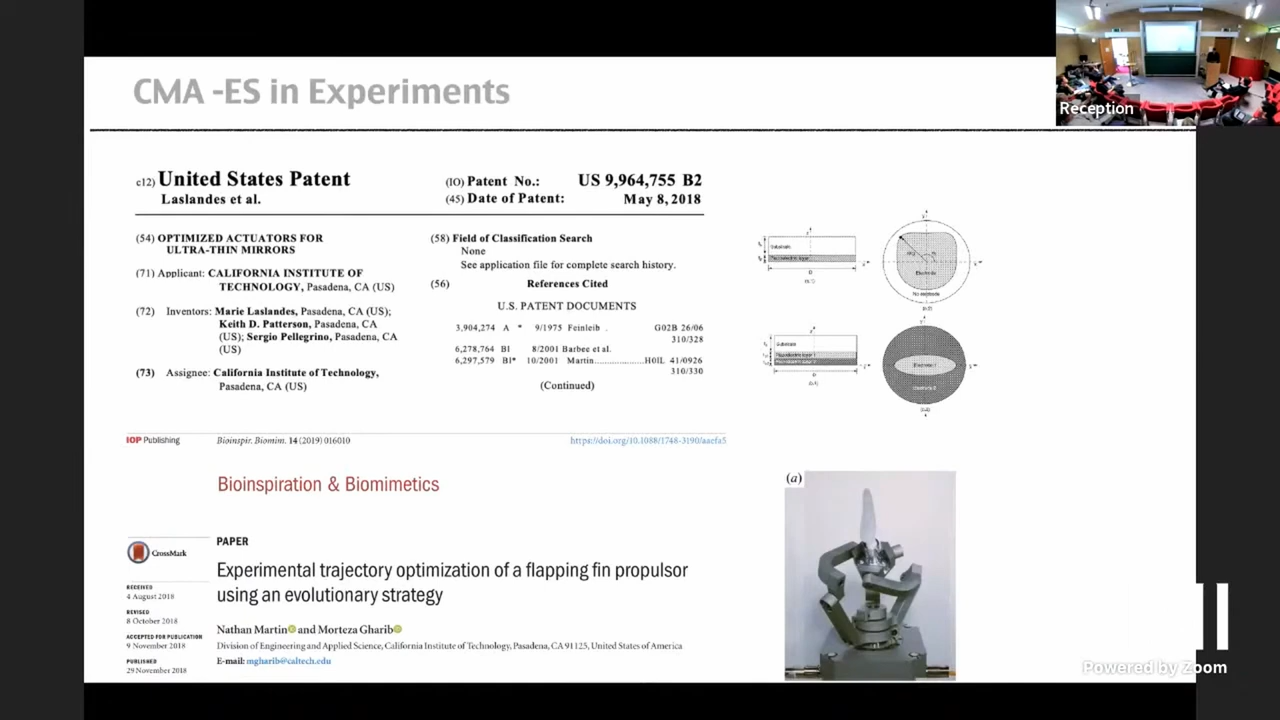 CMA -ES in Experiments
Reception
c12) United States Patent
Laslandes et al.
(IO) Patent No.: US 9,964,755 B2
(45) Date of Patent: May 8,2018
(54) OPTIMIZED ACTUATORS FOR
ULTRA-THIN MIRRORS
(71) Applicant: CALIFORNIA INSTITUTE OF
TECHNOLOGY, Pasadena, CA (US)
(72) Inventors: Marie Laslandes, Pasadena, CA (US);
Keith D. Patterson, Pasadena, CA
(US); Sergio Pellegrino, Pasadena, CA
(US)
(73) Assignee: California Institute of Technology,
Pasadena, CA (US)
(58) Field of Classification Search
None
See application file for complete search history.
(56) References Cited
U.S. PATENT DOCUMENTS
3,904,274 A * 9/1975 Feinleib . G02B 26/06
310/328
6,278,764 BI 8/2001 Barbee et al.
6,297,579 BI* 10/2001 Martin..................... H0IL 41/0926
310/330
(Continued)
Substrate
Electrode
No electrode
Substrate
IOP Publishing
Bioinspir. Biomim. 14 (2019) 016010
https://doi.org/10.1088/1748-3190/aaefa5
Bioinspiration & Biomimetics
CrossMark
RECEIVED
4 August 2018
REVISED
8 October 2018
ACCEPTED FOR PUBLICATION
9 November 2018
PUBLISHED
29 November 2018
PAPER
Experimental trajectory optimization of a flapping fin propulsor
using an evolutionary strategy
Nathan Martin and Morteza Gharib
Division of Engineering and Applied Science, California Institute of Technology, Pasadena, CA 91125, United States of America
E-mail: mgharib@caltech.edu
(a)
Powered by Zoom